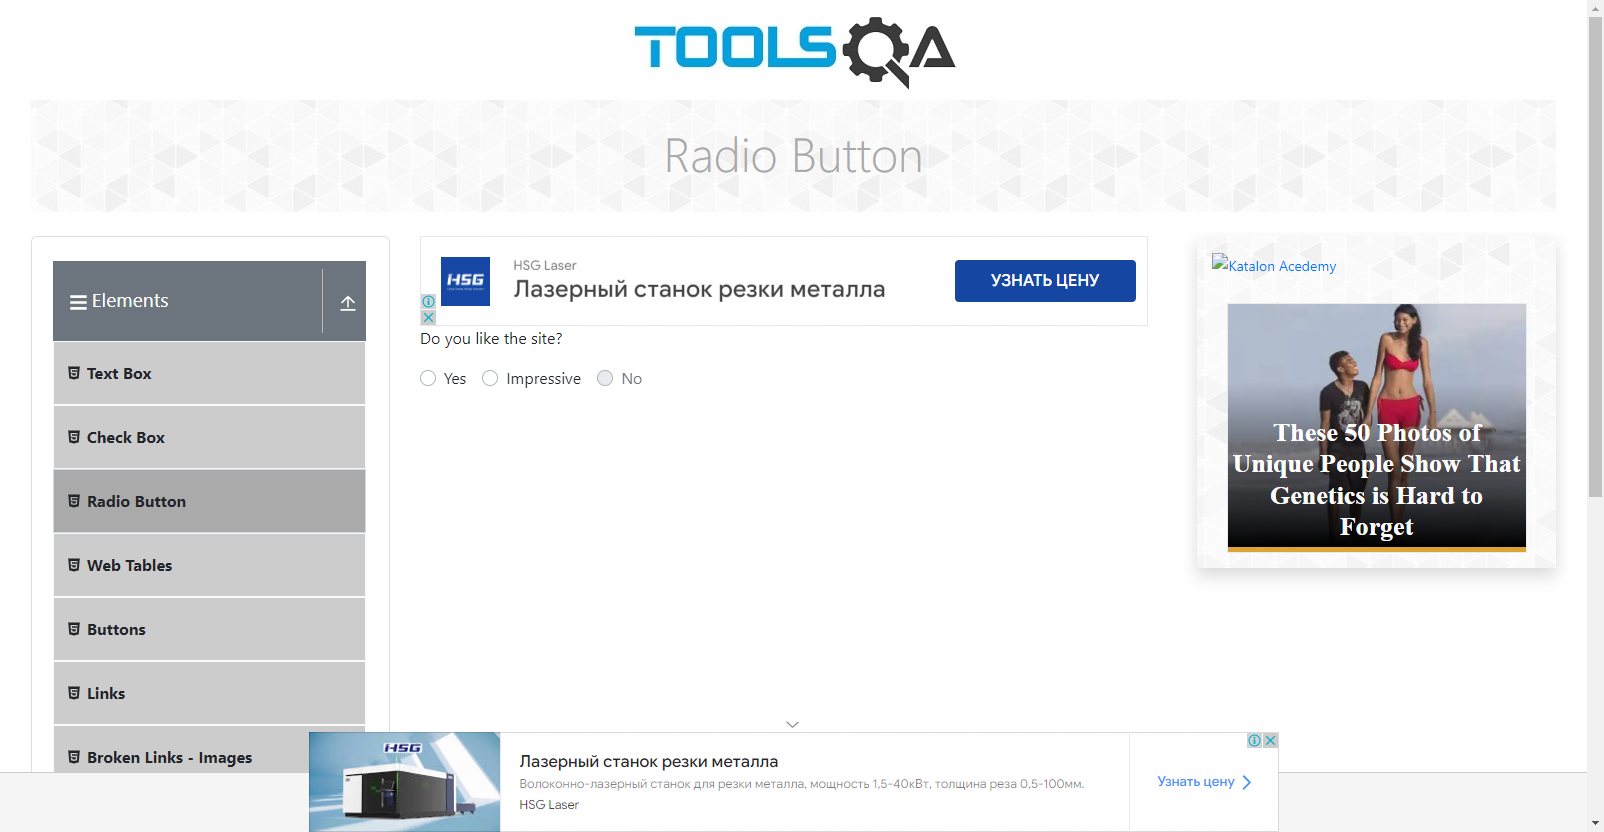 TOOLSQA
Radio Button
Elements
Text Box
Check Box
Radio Button
Web Tables
Buttons
Links
Broken Links - Images
HSG
HSG Laser
Лазерный станок резки металла
УЗНАТЬ ЦЕНУ
Do you like the site?
Yes
Impressive
No
Katalon Acedemy
These 50 Photos of
Unique People Show That
Genetics is Hard to
Forget
HSG
Лазерный станок резки металла
Волоконно-лазерный станок для резки металла, мощность 1,5-40кВт, толщина реза 0,5-100мм.
HSG Laser
Узнать цену